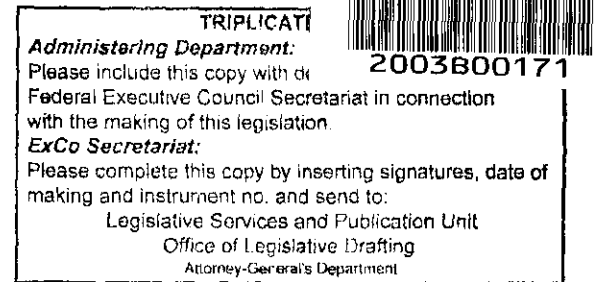 TRIPLICATE
2003B00171
Administering Department:
Please include this copy with de
Federal Executive Council Secretariat in connection
with the making of this legislation.
ExCo Secretariat:
Please complete this copy by inserting signatures, date of
making and instrument no. and send to:
Legislative Services and Publication Unit
Office of Legislative Drafting
Attorney-General's Department